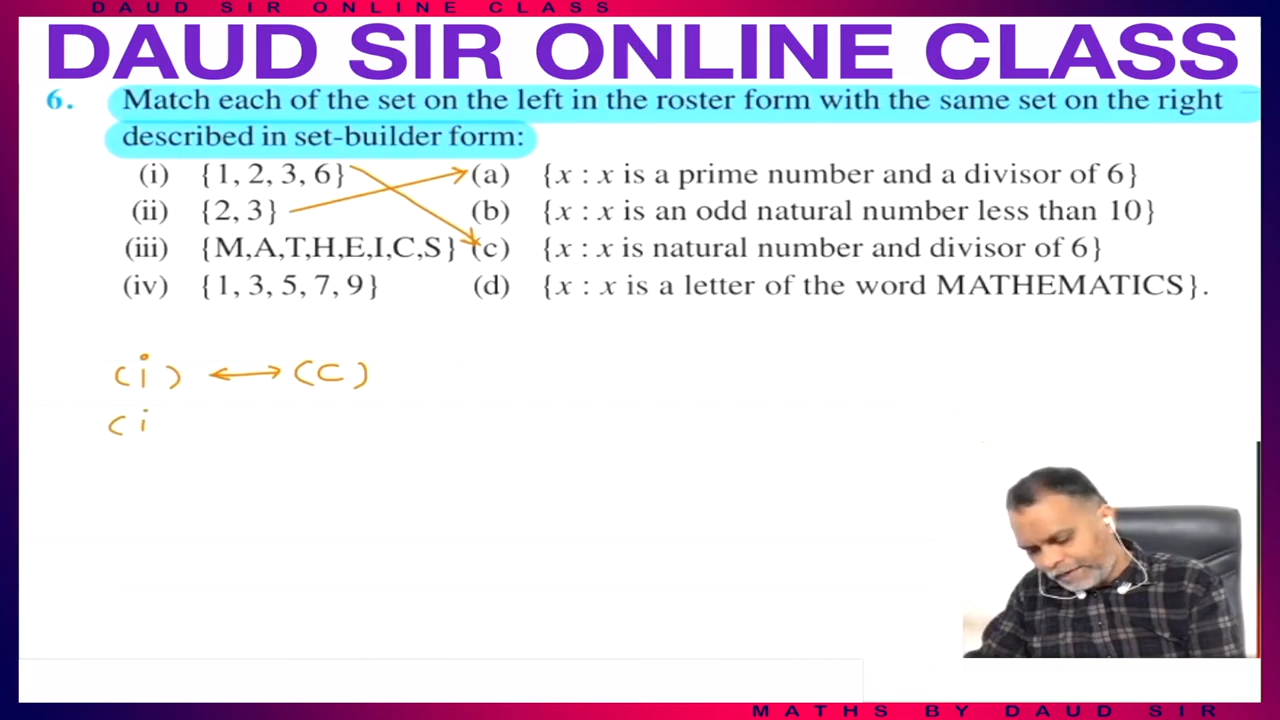 DAUD SIR ONLINE CLASS
DAUD SIR ONLINE CLASS
6. Match each of the set on the left in the roster form with the same set on the right
described in set-builder form:
(i) {1, 2, 3, 6} (a) {x : x is a prime number and a divisor of 6}
(ii) {2, 3} (b) {x : x is an odd natural number less than 10}
(iii) {M,A,T,H,E,I,C,S} (c) {x : x is natural number and divisor of 6}
(iv) {1, 3, 5, 7, 9} (d) {x : x is a letter of the word MATHEMATICS}.
(i) ↔ (c)
(i
MATHS BY DAUD SIR